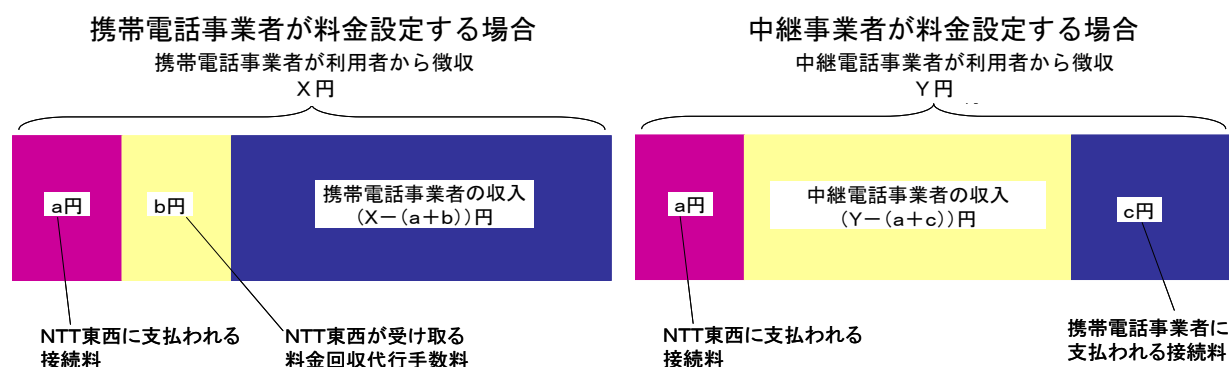 携帯電話事業者が料金設定する場合
携帯電話事業者が利用者から徴収
X円
a円
b円
携帯電話事業者の収入
(X-(a+b))円
NTT東西に支払われる
接続料
NTT東西が受け取る
料金回収代行手数料
中継事業者が料金設定する場合
中継電話事業者が利用者から徴収
Y円
a円
中継電話事業者の収入
(Y-(a+c))円
c円
NTT東西に支払われる
接続料
携帯電話事業者に
支払われる接続料